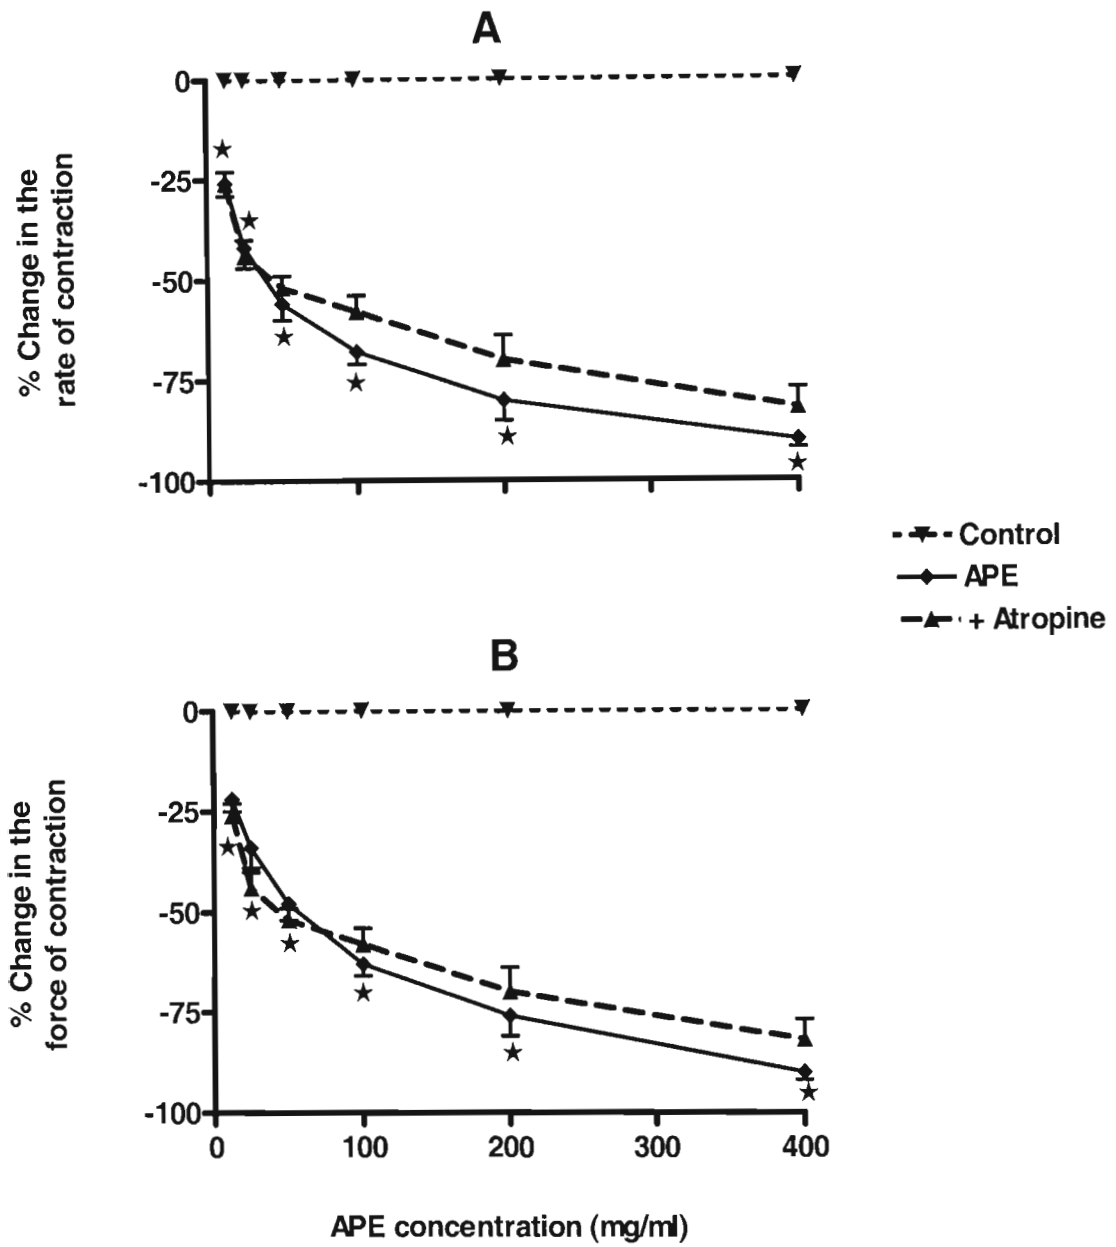 A
0
-25
-50
-75
-100
% Change in the
rate of contraction
Control
APE
+ Atropine
B
0
-25
-50
-75
-100
% Change in the
force of contraction
0 100 200 300 400
APE concentration (mg/ml)